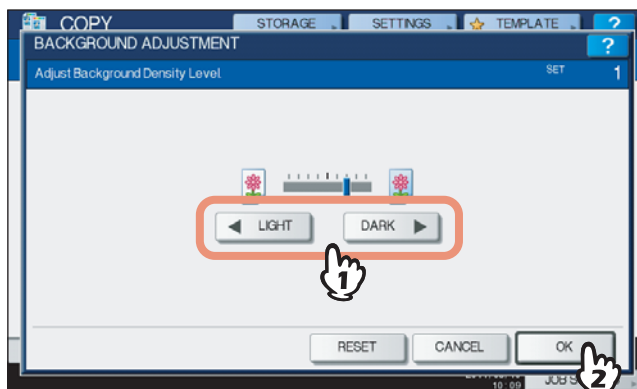 COPY STORAGE SETTINGS TEMPLATE ?
BACKGROUND ADJUSTMENT ?
Adjust Background Density Level SET 1
LIGHT DARK
1
RESET CANCEL OK
2
10:09 JOB S